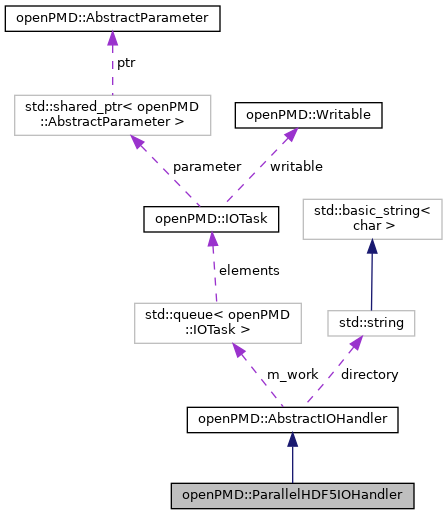 openPMD::AbstractParameter
ptr
std::shared_ptr< openPMD
::AbstractParameter >
openPMD::Writable
parameter
writable
openPMD::IOTask
std::basic_string<
char >
elements
std::queue< openPMD
::IOTask >
std::string
m_work
directory
openPMD::AbstractIOHandler
openPMD::ParallelHDF5IOHandler